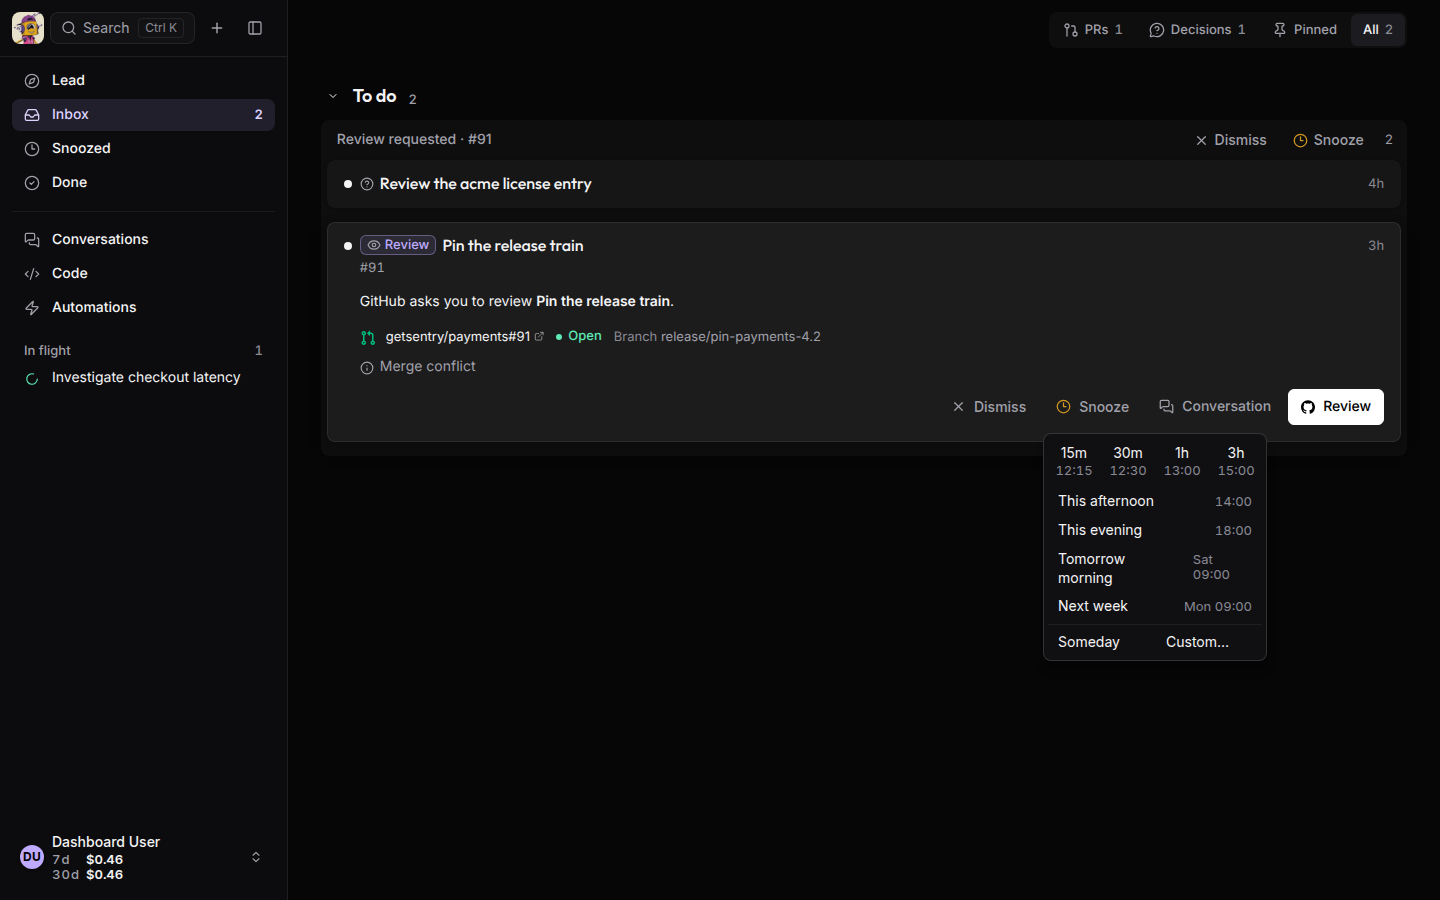 Search Ctrl K
PRs 1 Decisions 1 Pinned All 2
Lead
Inbox 2
Snoozed
Done
Conversations
Code
Automations
In flight 1
Investigate checkout latency
To do 2
Review requested · #91 Dismiss Snooze 2
Review the acme license entry 4h
Review Pin the release train 3h
#91
GitHub asks you to review Pin the release train.
getsentry/payments#91 Open Branch release/pin-payments-4.2
Merge conflict
Dismiss Snooze Conversation Review
15m 30m 1h 3h
12:15 12:30 13:00 15:00
This afternoon 14:00
This evening 18:00
Tomorrow morning Sat 09:00
Next week Mon 09:00
Someday Custom...
DU Dashboard User
7d $0.46
30d $0.46